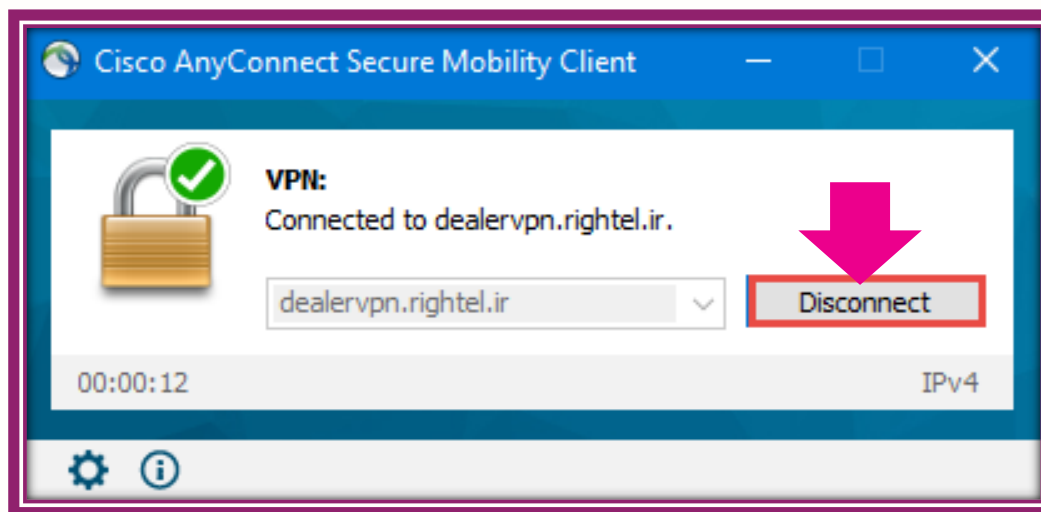 Cisco AnyConnect Secure Mobility Client
VPN:
Connected to dealervpn.rightel.ir.
dealervpn.rightel.ir
Disconnect
00:00:12
IPv4